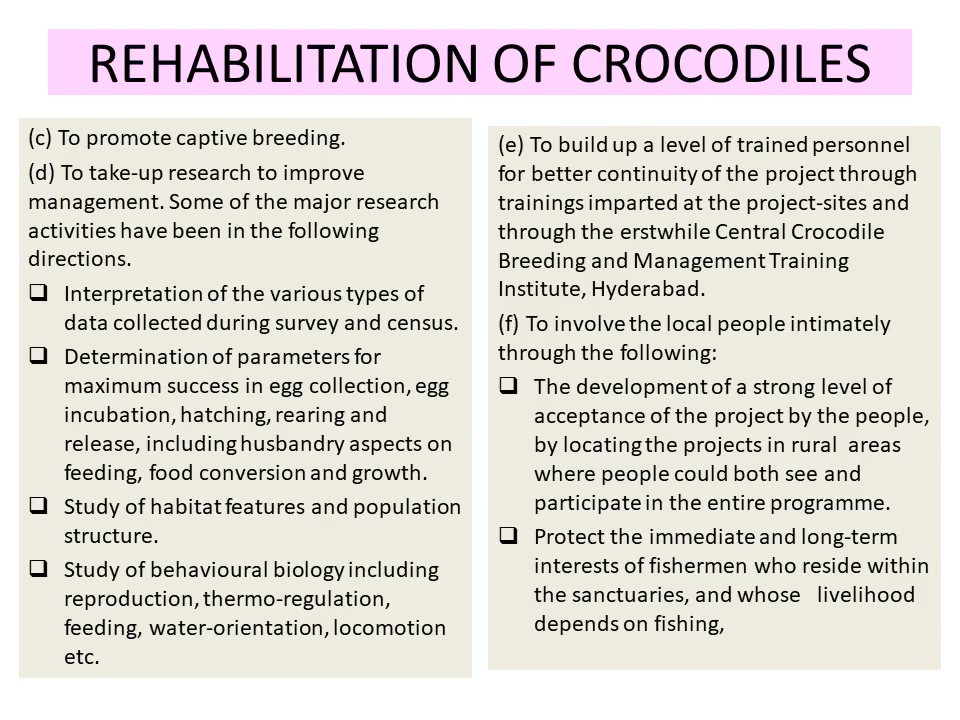 REHABILITATION OF CROCODILES
(c) To promote captive breeding.
(d) To take-up research to improve
management. Some of the major research
activities have been in the following
directions.
❑ Interpretation of the various types of
data collected during survey and census.
❑ Determination of parameters for
maximum success in egg collection, egg
incubation, hatching, rearing and
release, including husbandry aspects on
feeding, food conversion and growth.
❑ Study of habitat features and population
structure.
❑ Study of behavioural biology including
reproduction, thermo-regulation,
feeding, water-orientation, locomotion
etc.
(e) To build up a level of trained personnel
for better continuity of the project through
trainings imparted at the project-sites and
through the erstwhile Central Crocodile
Breeding and Management Training
Institute, Hyderabad.
(f) To involve the local people intimately
through the following:
❑ The development of a strong level of
acceptance of the project by the people,
by locating the projects in rural areas
where people could both see and
participate in the entire programme.
❑ Protect the immediate and long-term
interests of fishermen who reside within
the sanctuaries, and whose livelihood
depends on fishing,